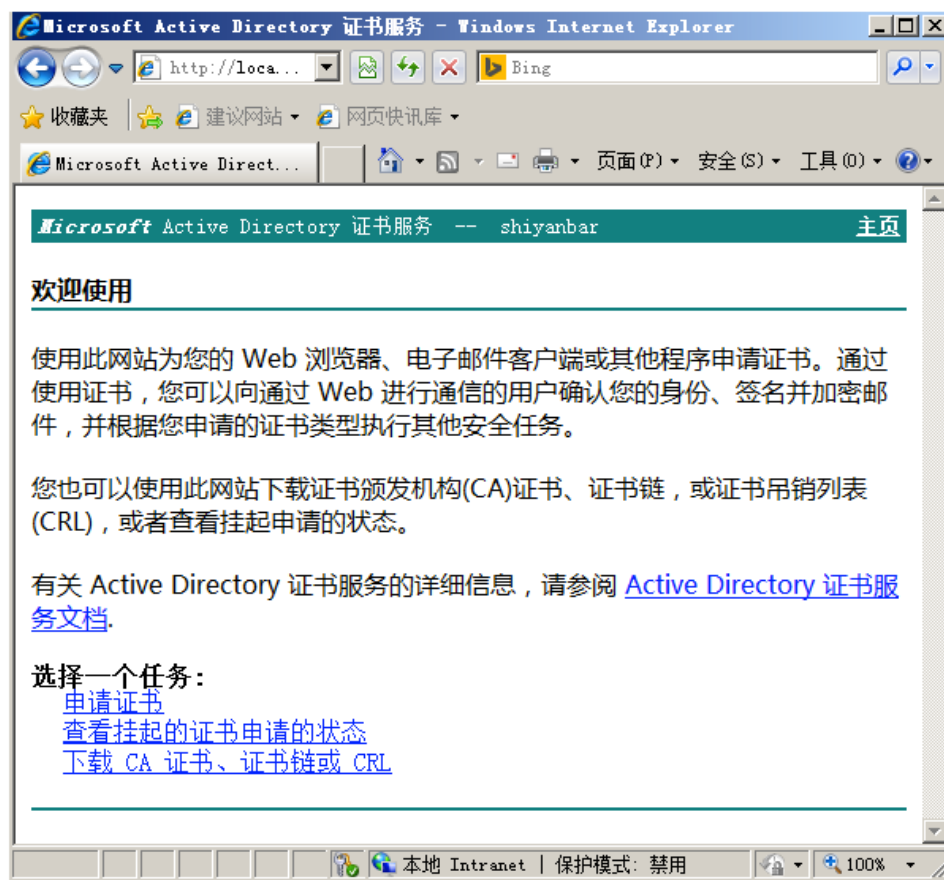 Microsoft Active Directory 证书服务 - Windows Internet Explorer
http://loca...
Bing
收藏夹 建议网站 网页快讯库
Microsoft Active Direct... 页面(P) 安全(S) 工具(O)
Microsoft Active Directory 证书服务 -- shiyanbar 主页
欢迎使用
使用此网站为您的 Web 浏览器、电子邮件客户端或其他程序申请证书。通过
使用证书，您可以向通过 Web 进行通信的用户确认您的身份、签名并加密邮
件，并根据您申请的证书类型执行其他安全任务。
您也可以使用此网站下载证书颁发机构(CA)证书、证书链，或证书吊销列表
(CRL)，或者查看挂起申请的状态。
有关 Active Directory 证书服务的详细信息，请参阅 Active Directory 证书服
务文档.
选择一个任务:
申请证书
查看挂起的证书申请的状态
下载 CA 证书、证书链或 CRL
本地 Intranet | 保护模式: 禁用 100%